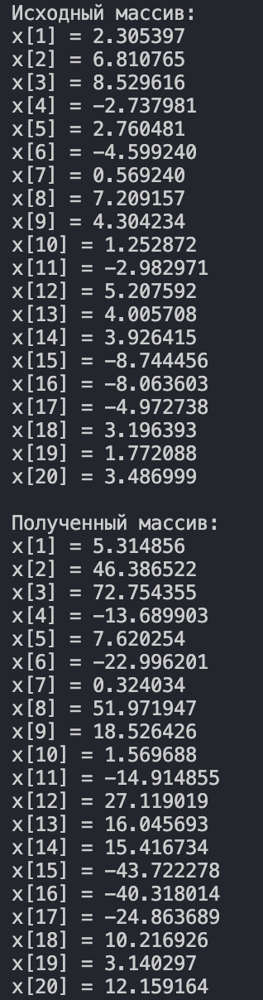 Исходный массив:
x[1] = 2.305397
x[2] = 6.810765
x[3] = 8.529616
x[4] = -2.737981
x[5] = 2.760481
x[6] = -4.599240
x[7] = 0.569240
x[8] = 7.209157
x[9] = 4.304234
x[10] = 1.252872
x[11] = -2.982971
x[12] = 5.207592
x[13] = 4.005708
x[14] = 3.926415
x[15] = -8.744456
x[16] = -8.063603
x[17] = -4.972738
x[18] = 3.196393
x[19] = 1.772088
x[20] = 3.486999

Полученный массив:
x[1] = 5.314856
x[2] = 46.386522
x[3] = 72.754355
x[4] = -13.689903
x[5] = 7.620254
x[6] = -22.996201
x[7] = 0.324034
x[8] = 51.971947
x[9] = 18.526426
x[10] = 1.569688
x[11] = -14.914855
x[12] = 27.119019
x[13] = 16.045693
x[14] = 15.416734
x[15] = -43.722278
x[16] = -40.318014
x[17] = -24.863689
x[18] = 10.216926
x[19] = 3.140297
x[20] = 12.159164